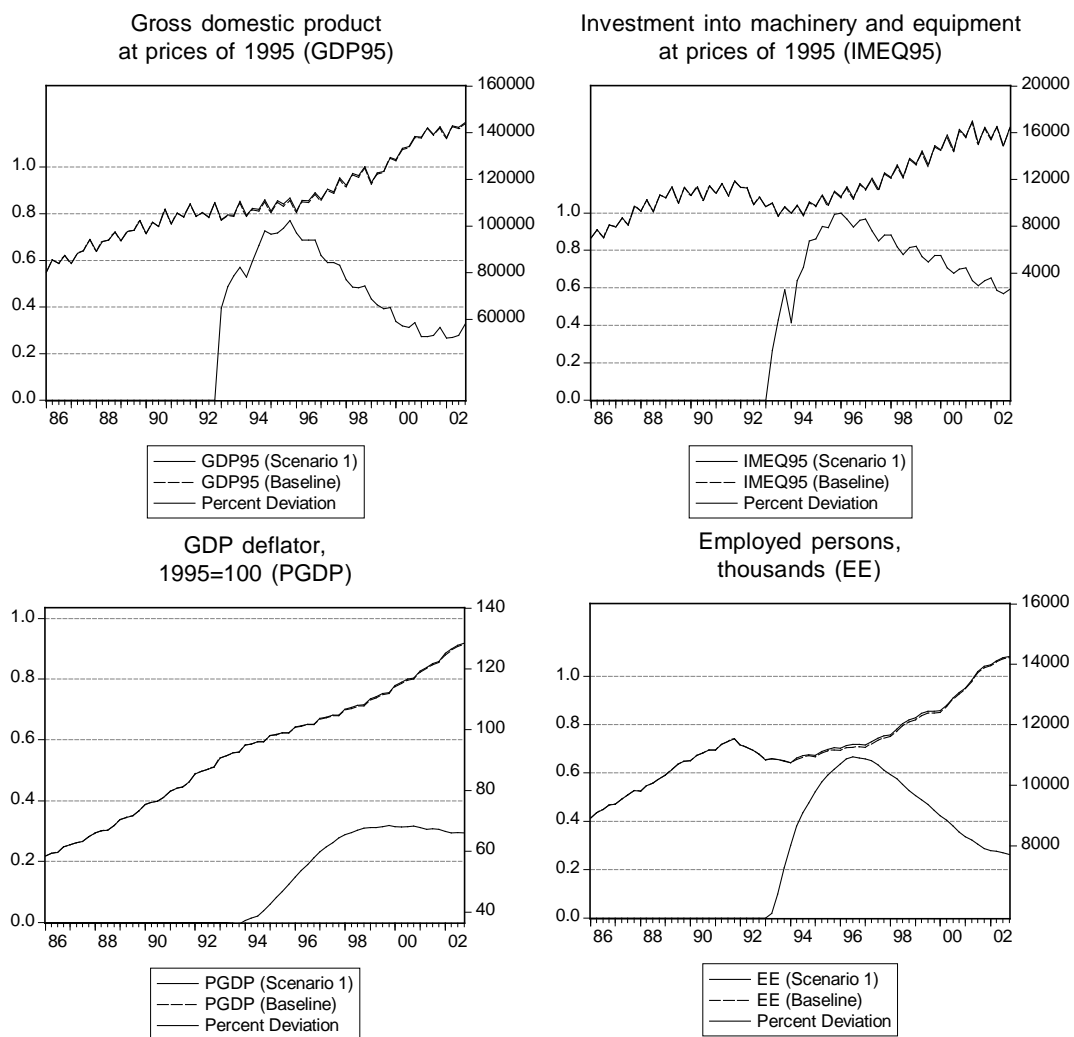 Gross domestic product
at prices of 1995 (GDP95)
160000
140000
120000
100000
80000
60000
1.0
0.8
0.6
0.4
0.2
0.0
86 88 90 92 94 96 98 00 02
GDP95 (Scenario 1)
GDP95 (Baseline)
Percent Deviation
Investment into machinery and equipment
at prices of 1995 (IMEQ95)
20000
16000
12000
8000
4000
1.0
0.8
0.6
0.4
0.2
0.0
86 88 90 92 94 96 98 00 02
IMEQ95 (Scenario 1)
IMEQ95 (Baseline)
Percent Deviation
GDP deflator,
1995=100 (PGDP)
140
120
100
80
60
40
1.0
0.8
0.6
0.4
0.2
0.0
86 88 90 92 94 96 98 00 02
PGDP (Scenario 1)
PGDP (Baseline)
Percent Deviation
Employed persons,
thousands (EE)
16000
14000
12000
10000
8000
1.0
0.8
0.6
0.4
0.2
0.0
86 88 90 92 94 96 98 00 02
EE (Scenario 1)
EE (Baseline)
Percent Deviation